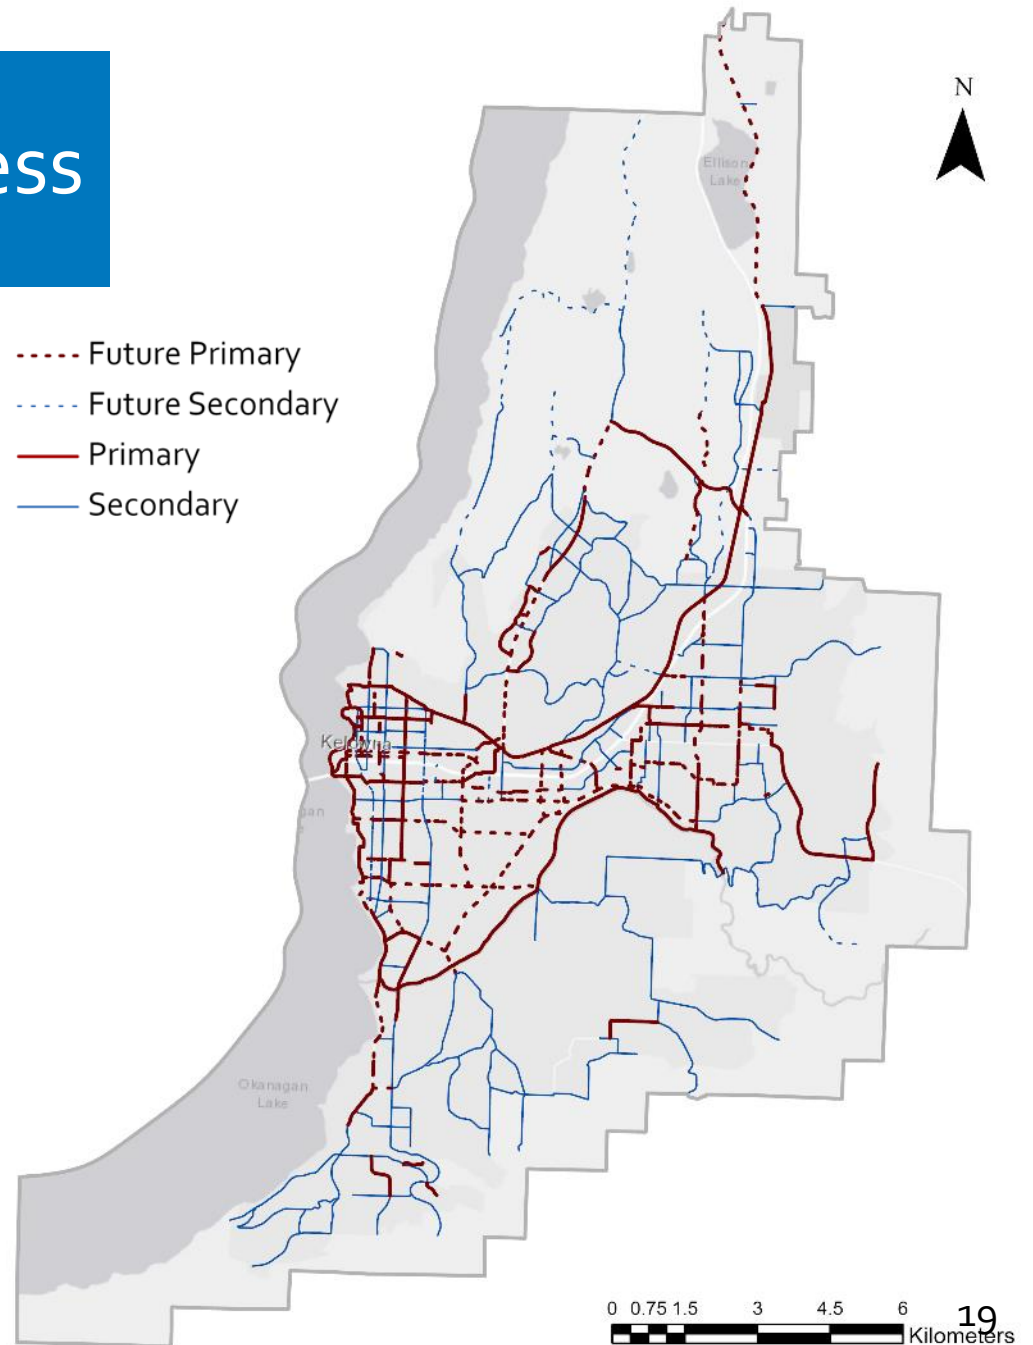 ess
N
Ellison
Lake
Future Primary
Future Secondary
Primary
Secondary
Kelowna
Okanagan
Lake
0 0.75 1.5 3 4.5 6
Kilometers
19